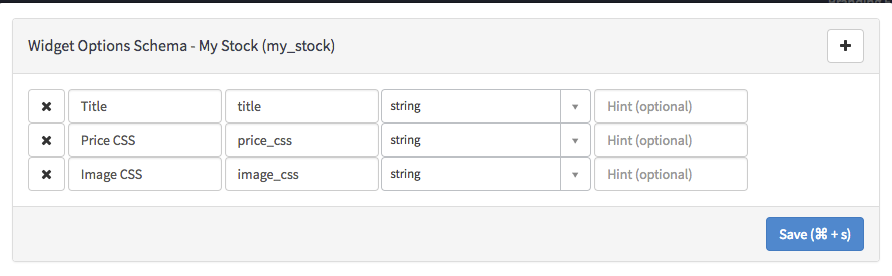 Widget Options Schema - My Stock (my_stock)
Title title string Hint (optional)
Price CSS price_css string Hint (optional)
Image CSS image_css string Hint (optional)
Save (⌘ + s)